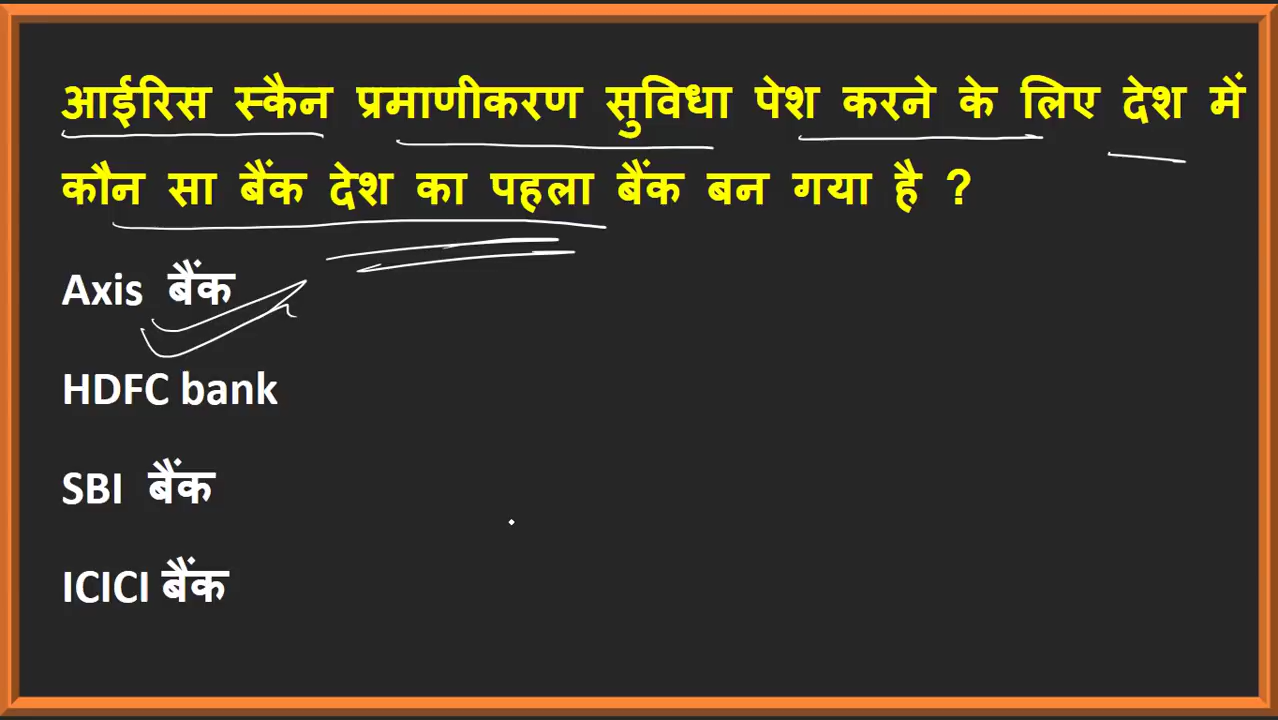 आईरिस स्कैन प्रमाणीकरण सुविधा पेश करने के लिए देश में
कौन सा बैंक देश का पहला बैंक बन गया है ?
Axis बैंक
HDFC bank
SBI बैंक
ICICI बैंक